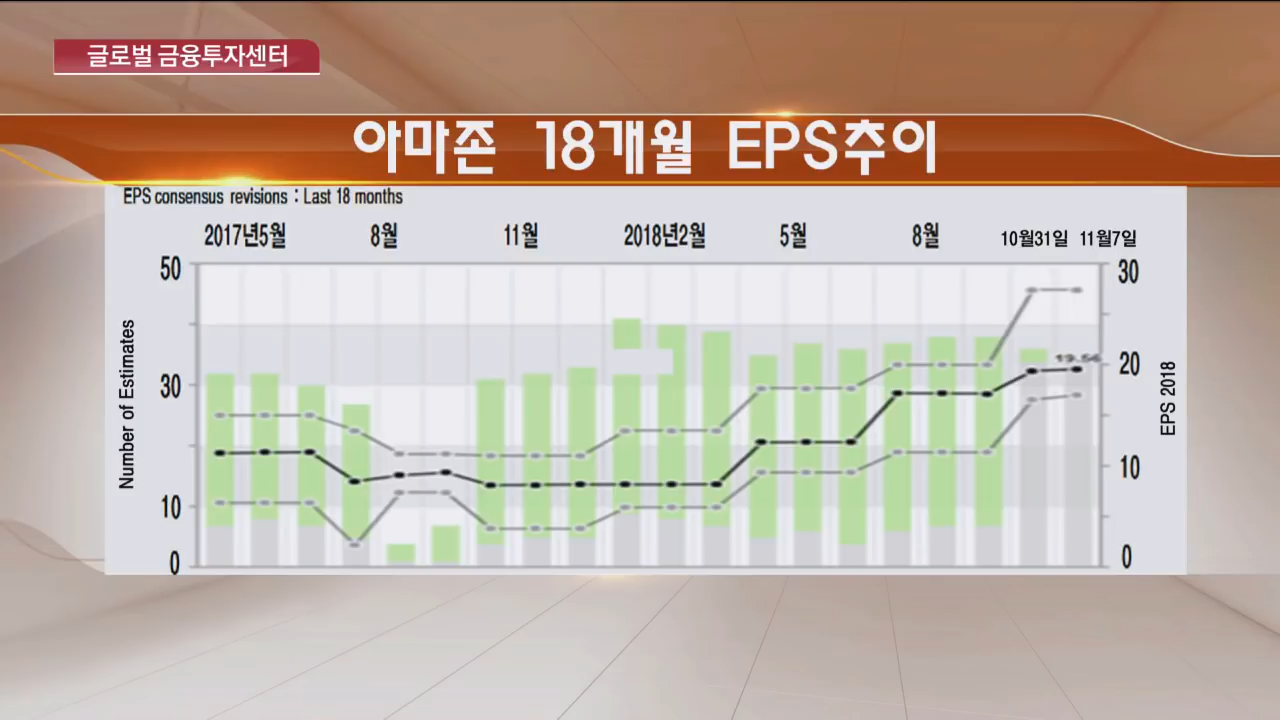 글로벌 금융투자센터
아마존 18개월 EPS추이
EPS consensus revisions : Last 18 months
2017년5월 8월 11월 2018년2월 5월 8월 10월31일 11월7일
50 30
19.56
30 20
10 10
0 0
Number of Estimates
EPS 2018